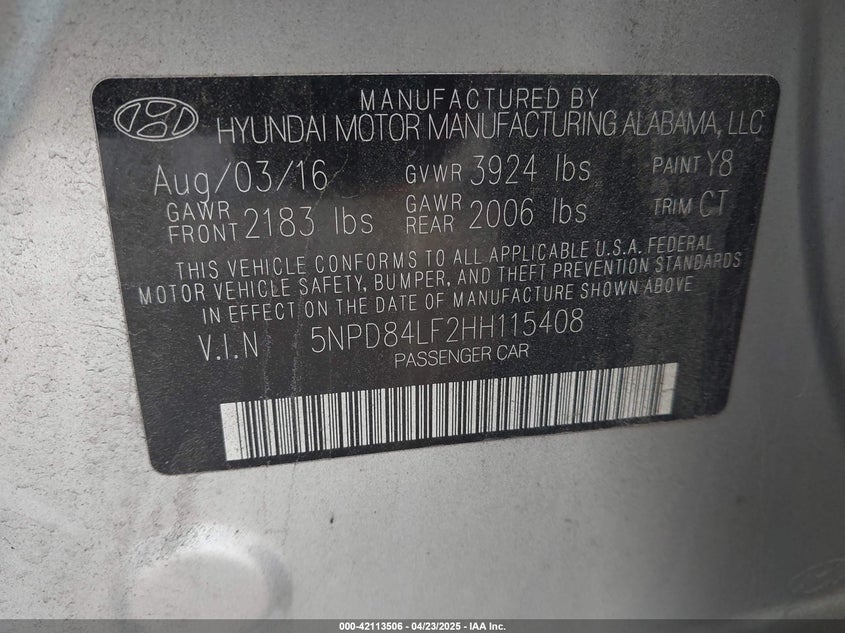 MANUFACTURED BY
HYUNDAI MOTOR MANUFACTURING ALABAMA, LLC
Aug/03/16 GVWR 3924 lbs PAINT Y8
GAWR FRONT 2183 lbs GAWR REAR 2006 lbs TRIM CT
THIS VEHICLE CONFORMS TO ALL APPLICABLE U.S.A. FEDERAL
MOTOR VEHICLE SAFETY, BUMPER, AND THEFT PREVENTION STANDARDS
IN EFFECT ON THE DATE OF MANUFACTURE SHOWN ABOVE
V.I.N 5NPD84LF2HH115408
PASSENGER CAR
000-42113506 - 04/23/2025 - IAA Inc.